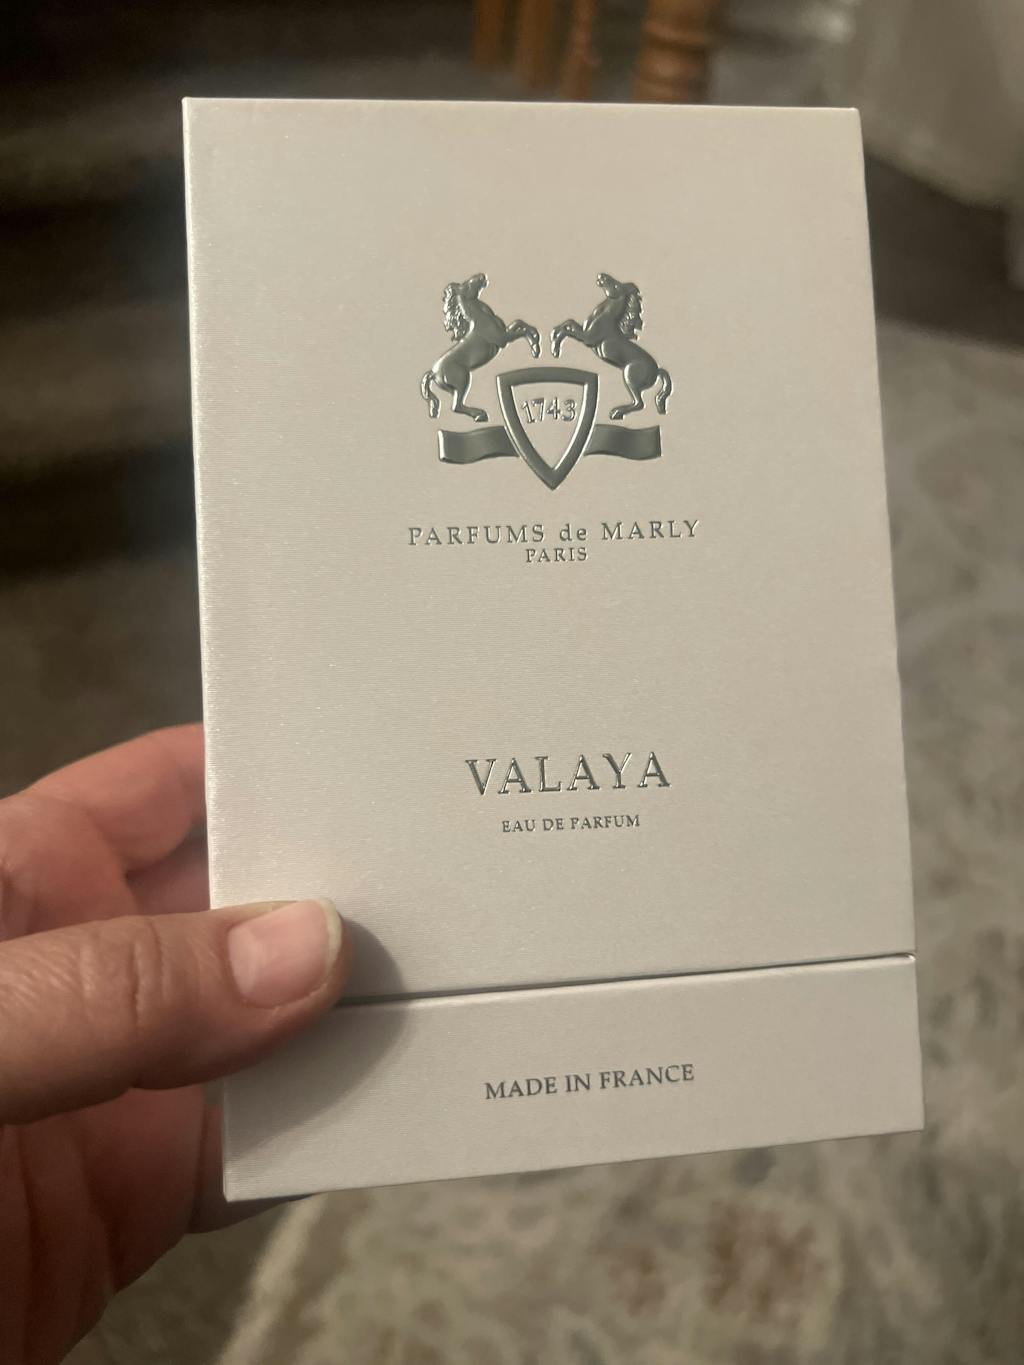 1743
PARFUMS de MARLY
PARIS
VALAYA
EAU DE PARFUM
MADE IN FRANCE